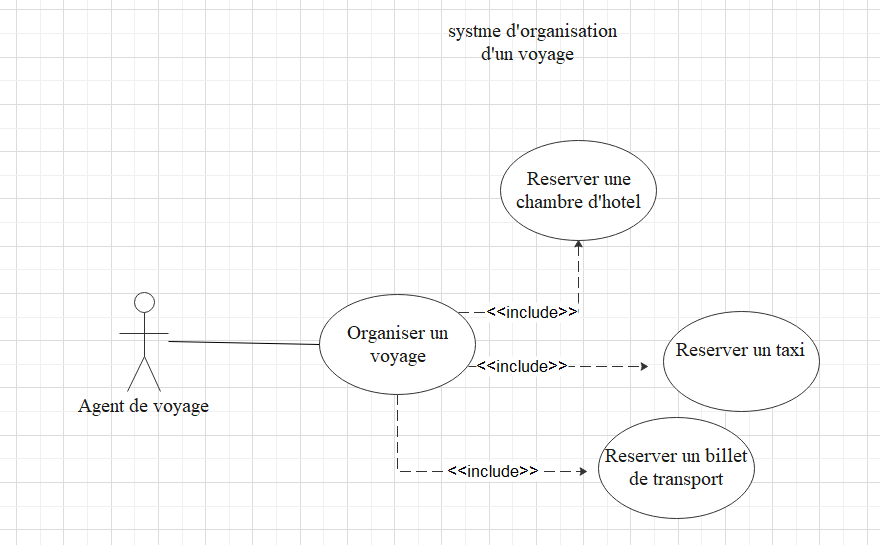 systme d'organisation
d'un voyage
Reserver une
chambre d'hotel
<<include>>
Organiser un
voyage
Reserver un taxi
<<include>>
Agent de voyage
Reserver un billet
de transport
<<include>>